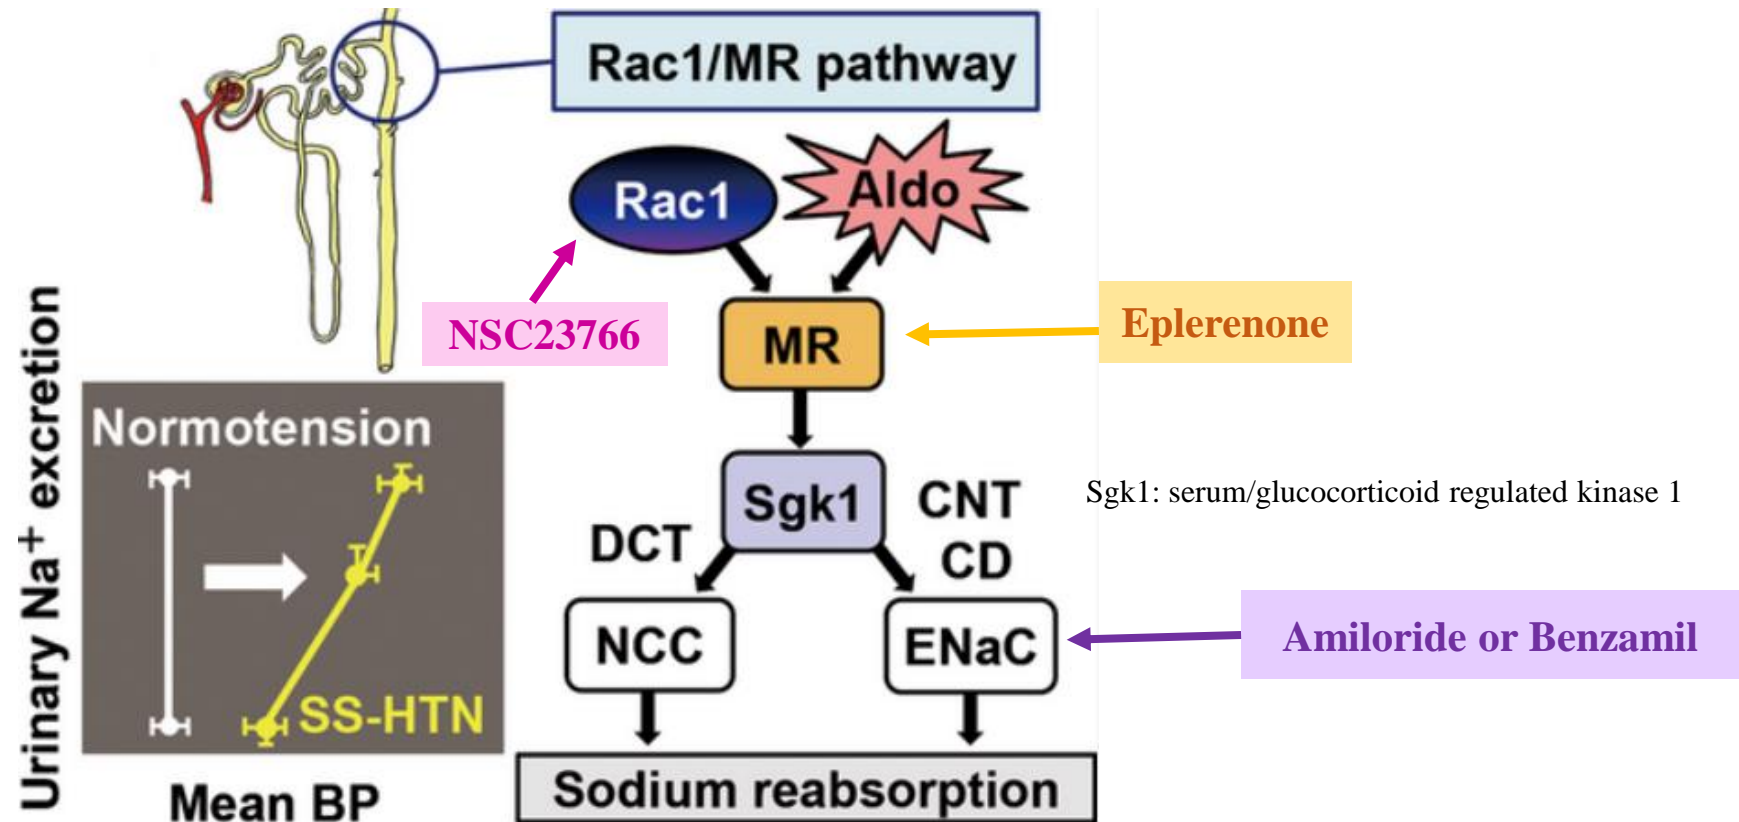 Rac1/MR pathway
Rac1
Aldo
NSC23766
MR
Eplerenone
Sgk1
Sgk1: serum/glucocorticoid regulated kinase 1
DCT
CNT
CD
NCC
ENaC
Amiloride or Benzamil
Sodium reabsorption
Urinary Na⁺ excretion
Normotension
SS-HTN
Mean BP